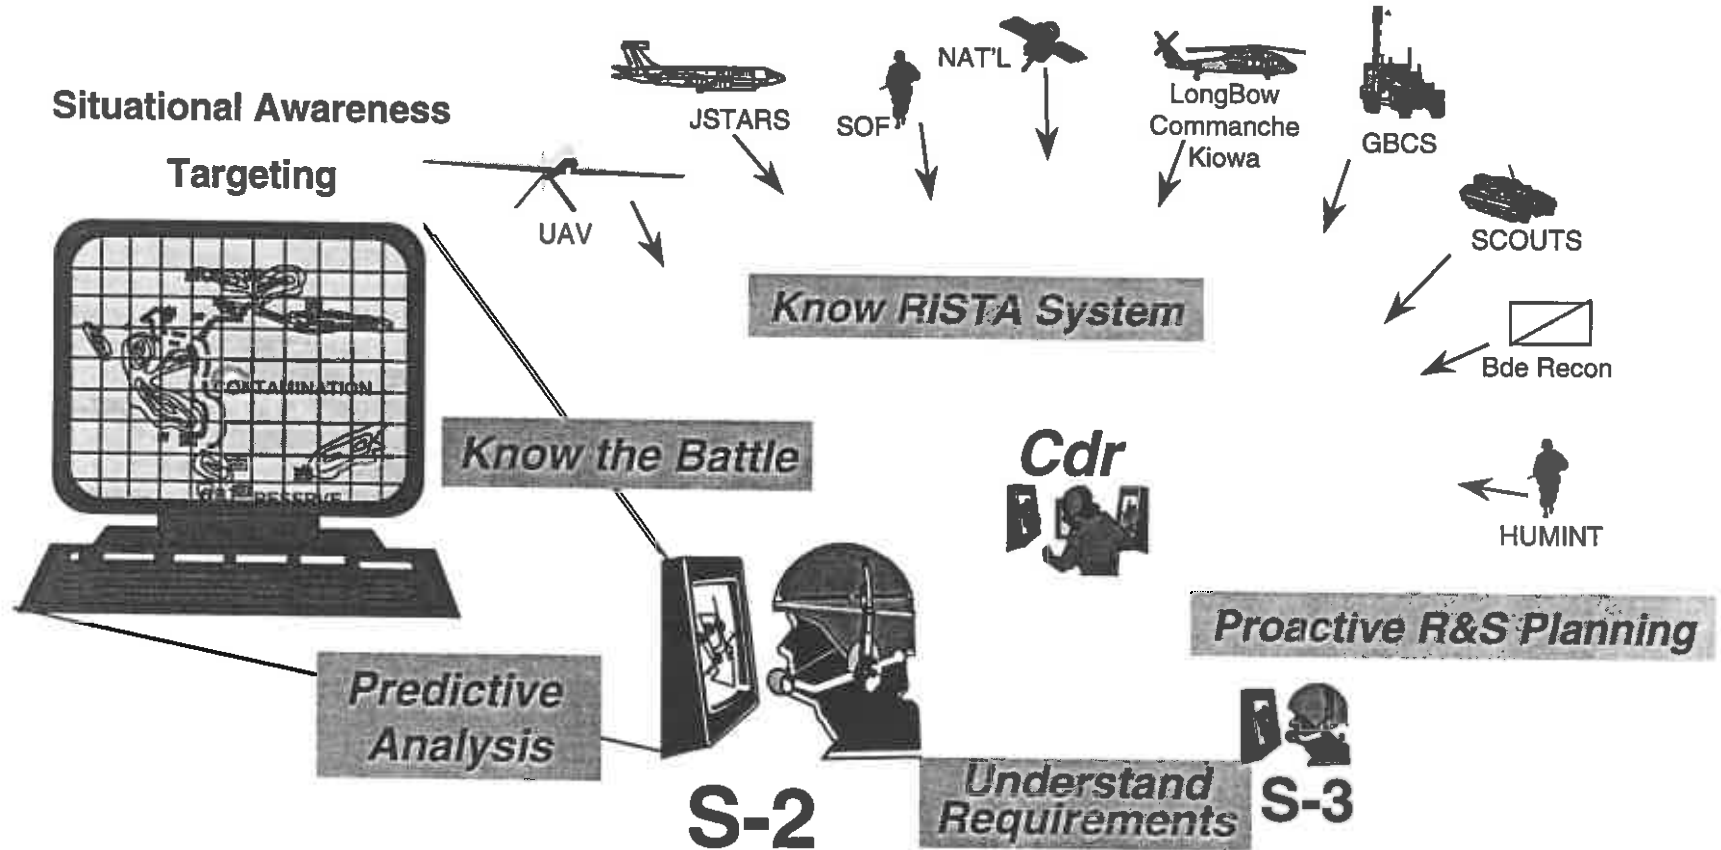 Situational Awareness
Targeting
UAV
JSTARS
SOF
NAT'L
LongBow
Commanche
Kiowa
GBCS
SCOUTS
Bde Recon
HUMINT
Know RISTA System
CONTAMINATION
RESERVE
Know the Battle
Cdr
Proactive R&S Planning
Predictive
Analysis
S-2
Understand
Requirements
S-3